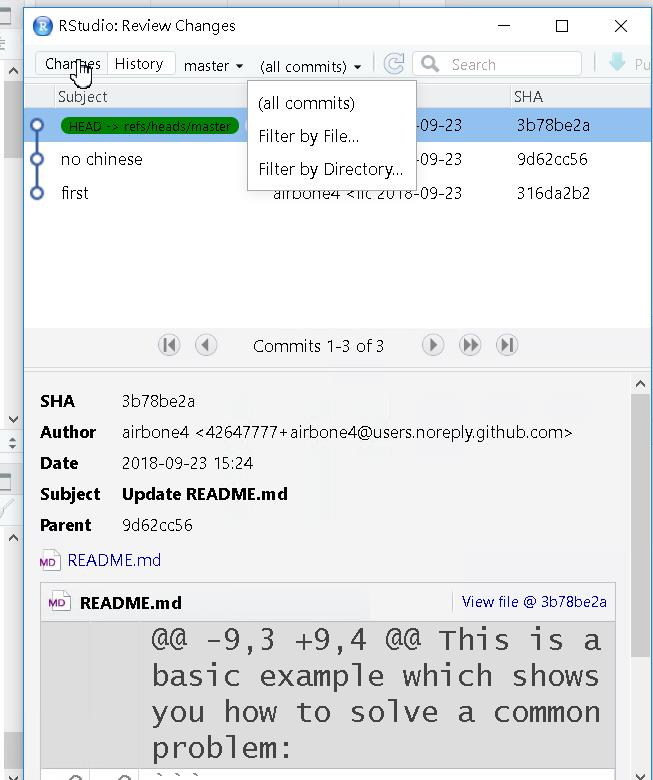 RStudio: Review Changes
Changes History master (all commits) Search Pu
Subject SHA
HEAD -> refs/heads/master -09-23 3b78be2a
(all commits)
Filter by File...
Filter by Directory...
no chinese -09-23 9d62cc56
first airbone4 2018-09-23 316da2b2
Commits 1-3 of 3
SHA 3b78be2a
Author airbone4 <42647777+airbone4@users.noreply.github.com>
Date 2018-09-23 15:24
Subject Update README.md
Parent 9d62cc56
MD README.md
MD README.md View file @ 3b78be2a
@@ -9,3 +9,4 @@ This is a
basic example which shows
you how to solve a common
problem:
```